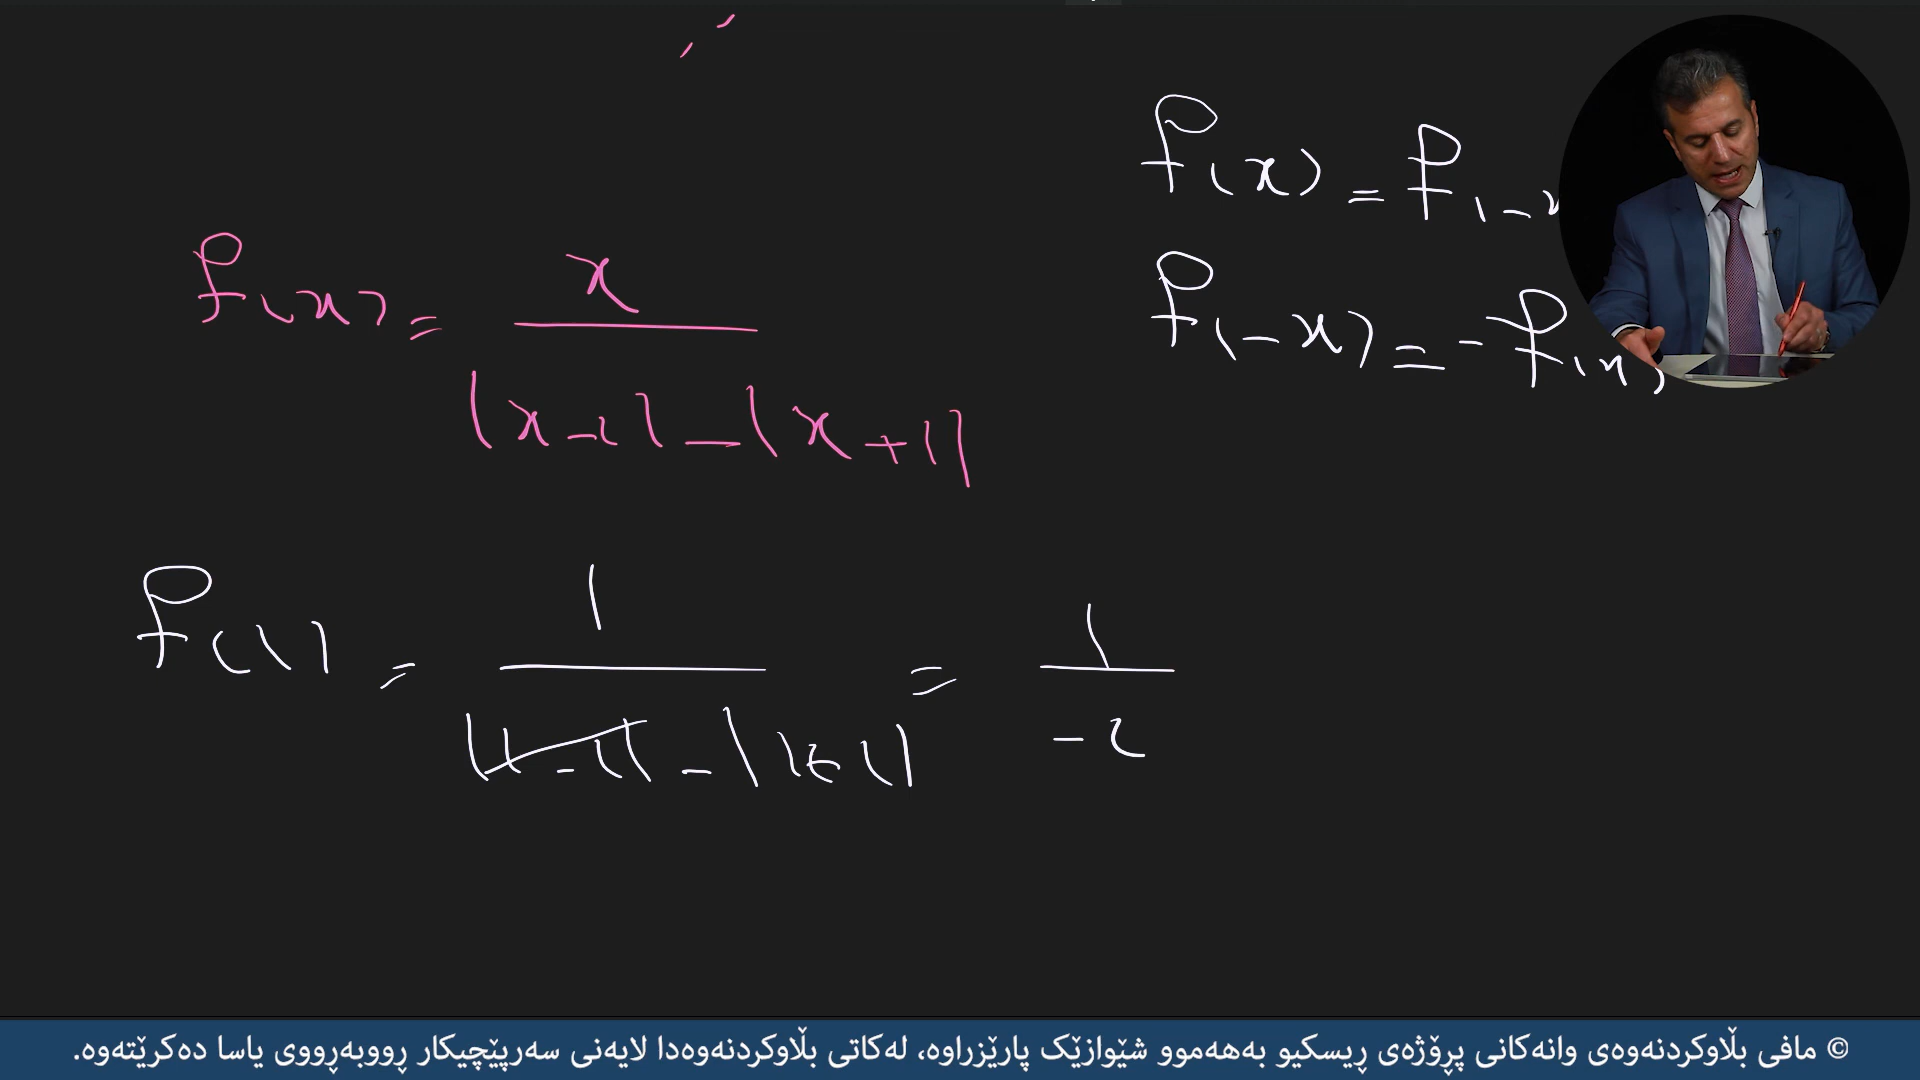 f(x) = f(-x
f(x) = x / |x-1| - |x+1|
f(-x) = -f(x)
f(1) = 1 / |1-1| - |1+1| = 1 / -2
© مافی بڵاوکردنەوەی وانەکانی پڕۆژەی ڕیسکیو بەهەموو شێوازێک پارێزراوە، لەکاتی بڵاوکردنەوەدا لایەنی سەرپێچیکار ڕووبەڕووی یاسا دەکرێتەوە.